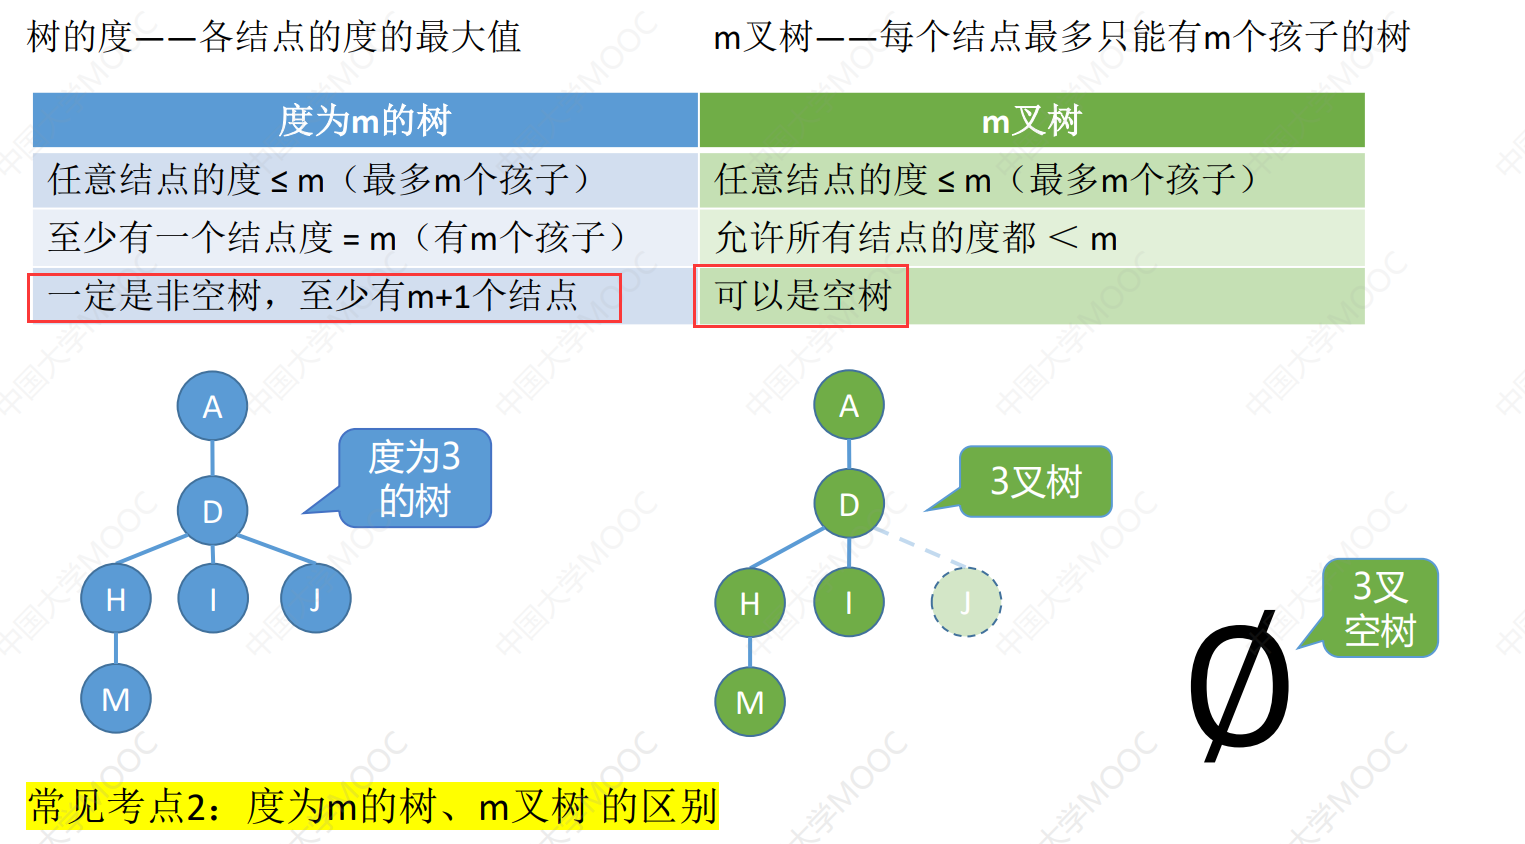 树的度——各结点的度的最大值
m叉树——每个结点最多只能有m个孩子的树
度为m的树
m叉树
任意结点的度 ≤ m（最多m个孩子）
任意结点的度 ≤ m（最多m个孩子）
至少有一个结点度 = m（有m个孩子）
允许所有结点的度都 ＜ m
一定是非空树，至少有m+1个结点
可以是空树
A
D
H
I
J
M
度为3
的树
A
D
H
I
J
M
3叉树
Ø
3叉
空树
常见考点2：度为m的树、m叉树 的区别
中国大学MOOC